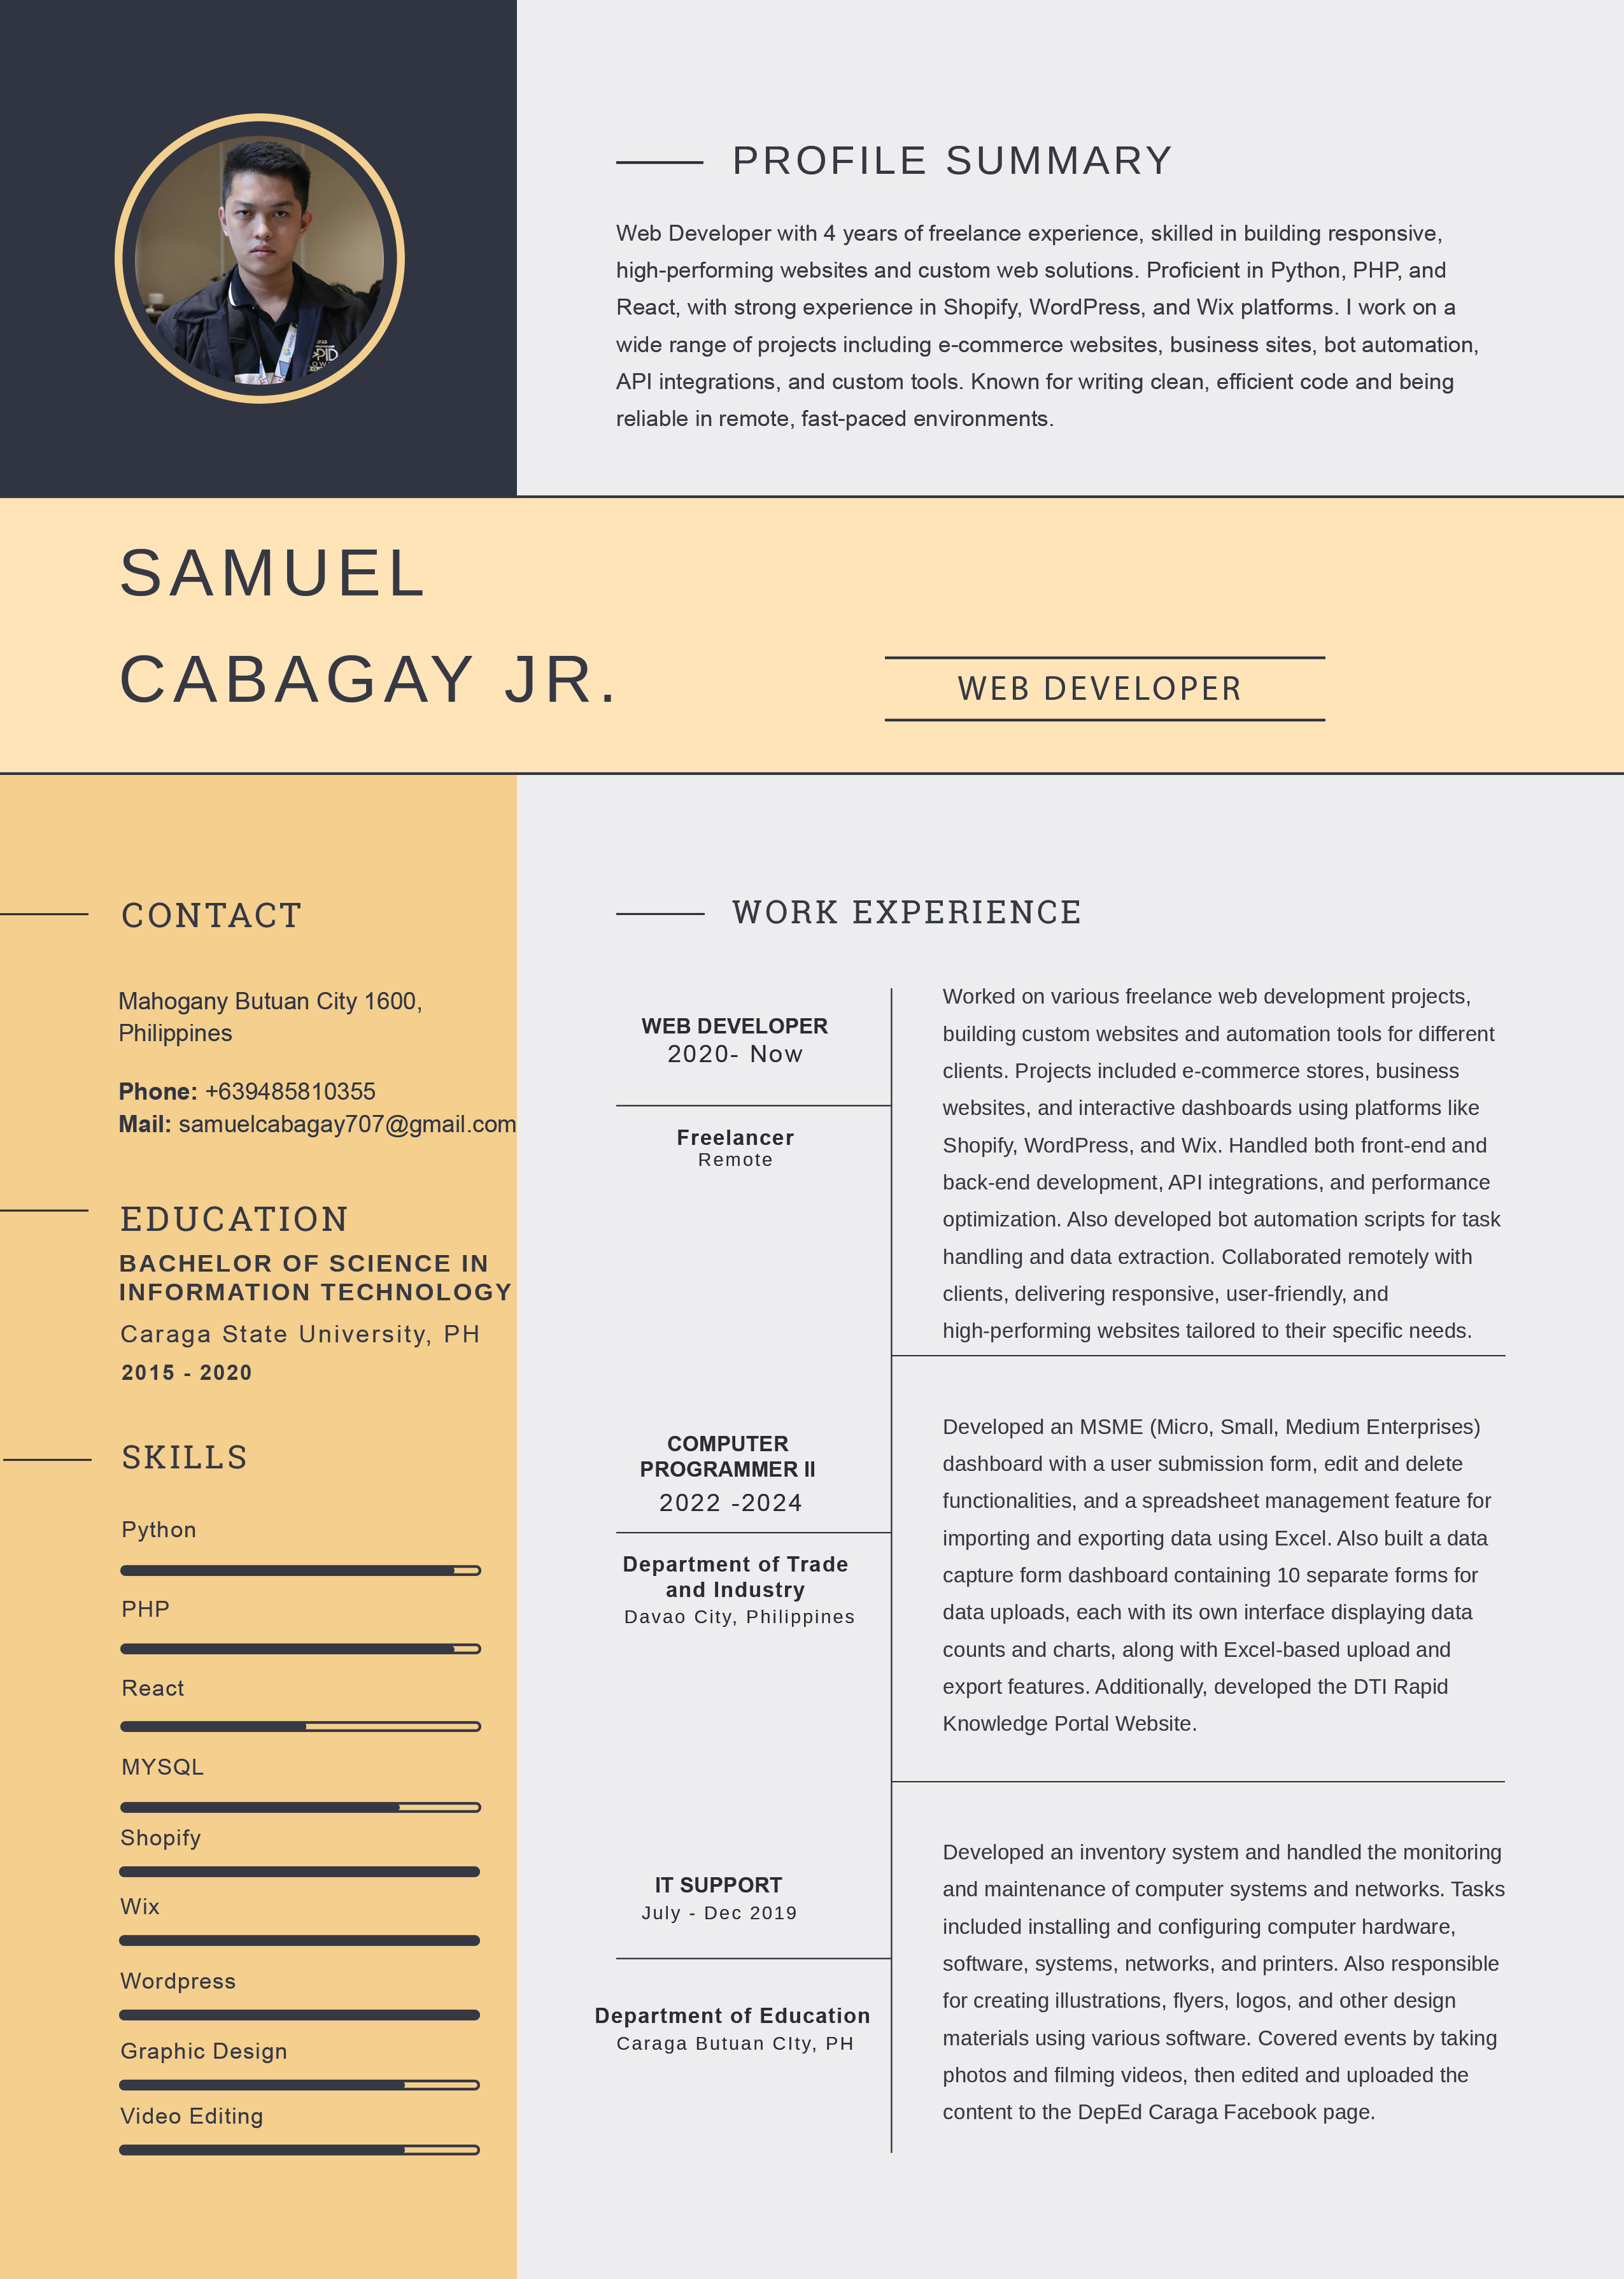 PROFILE SUMMARY
Web Developer with 4 years of freelance experience, skilled in building responsive,
high-performing websites and custom web solutions. Proficient in Python, PHP, and
React, with strong experience in Shopify, WordPress, and Wix platforms. I work on a
wide range of projects including e-commerce websites, business sites, bot automation,
API integrations, and custom tools. Known for writing clean, efficient code and being
reliable in remote, fast-paced environments.
SAMUEL
CABAGAY JR.
WEB DEVELOPER
CONTACT
Mahogany Butuan City 1600,
Philippines
Phone: +639485810355
Mail: samuelcabagay707@gmail.com
EDUCATION
BACHELOR OF SCIENCE IN
INFORMATION TECHNOLOGY
Caraga State University, PH
2015 - 2020
SKILLS
Python
PHP
React
MYSQL
Shopify
Wix
Wordpress
Graphic Design
Video Editing
WORK EXPERIENCE
WEB DEVELOPER
2020- Now
Freelancer
Remote
Worked on various freelance web development projects,
building custom websites and automation tools for different
clients. Projects included e-commerce stores, business
websites, and interactive dashboards using platforms like
Shopify, WordPress, and Wix. Handled both front-end and
back-end development, API integrations, and performance
optimization. Also developed bot automation scripts for task
handling and data extraction. Collaborated remotely with
clients, delivering responsive, user-friendly, and
high-performing websites tailored to their specific needs.
COMPUTER
PROGRAMMER II
2022 -2024
Department of Trade
and Industry
Davao City, Philippines
Developed an MSME (Micro, Small, Medium Enterprises)
dashboard with a user submission form, edit and delete
functionalities, and a spreadsheet management feature for
importing and exporting data using Excel. Also built a data
capture form dashboard containing 10 separate forms for
data uploads, each with its own interface displaying data
counts and charts, along with Excel-based upload and
export features. Additionally, developed the DTI Rapid
Knowledge Portal Website.
IT SUPPORT
July - Dec 2019
Department of Education
Caraga Butuan CIty, PH
Developed an inventory system and handled the monitoring
and maintenance of computer systems and networks. Tasks
included installing and configuring computer hardware,
software, systems, networks, and printers. Also responsible
for creating illustrations, flyers, logos, and other design
materials using various software. Covered events by taking
photos and filming videos, then edited and uploaded the
content to the DepEd Caraga Facebook page.